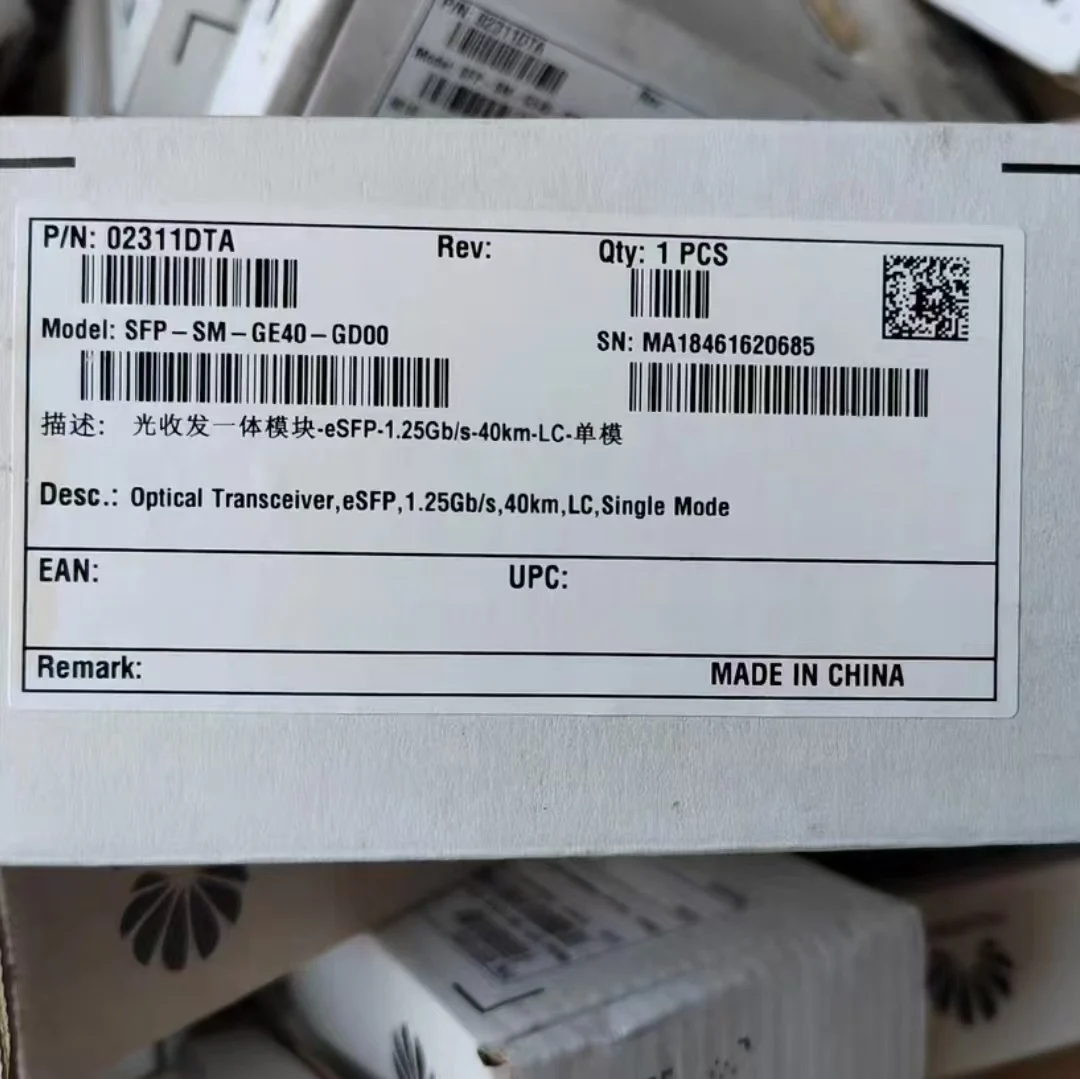 P/N: 02311DTA
P/N: 02311DTA Rev: Qty: 1 PCS
Model: SFP-SM-GE40-GD00 SN: MA18461620685
描述: 光收发一体模块-eSFP-1.25Gb/s-40km-LC-单模
Desc.: Optical Transceiver,eSFP,1.25Gb/s,40km,LC,Single Mode
EAN: UPC:
Remark: MADE IN CHINA